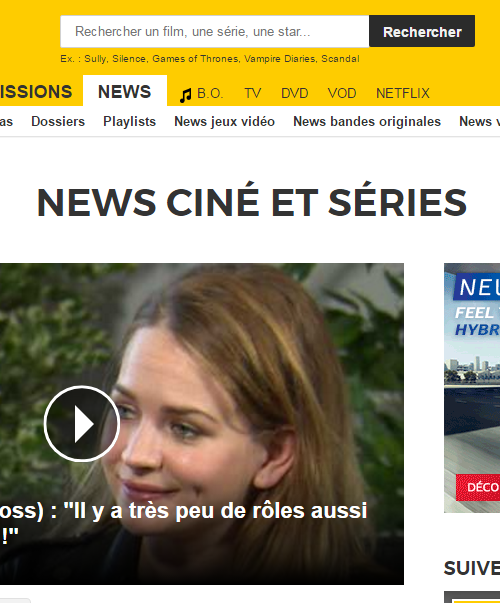 Rechercher un film, une série, une star...
Rechercher
Ex. : Sully, Silence, Games of Thrones, Vampire Diaries, Scandal
ISSIONS NEWS B.O. TV DVD VOD NETFLIX
as Dossiers Playlists News jeux vidéo News bandes originales News v
NEWS CINÉ ET SÉRIES
NEU
FEEL
HYBR
oss) : "Il y a très peu de rôles aussi
!"
DÉCO
SUIVE